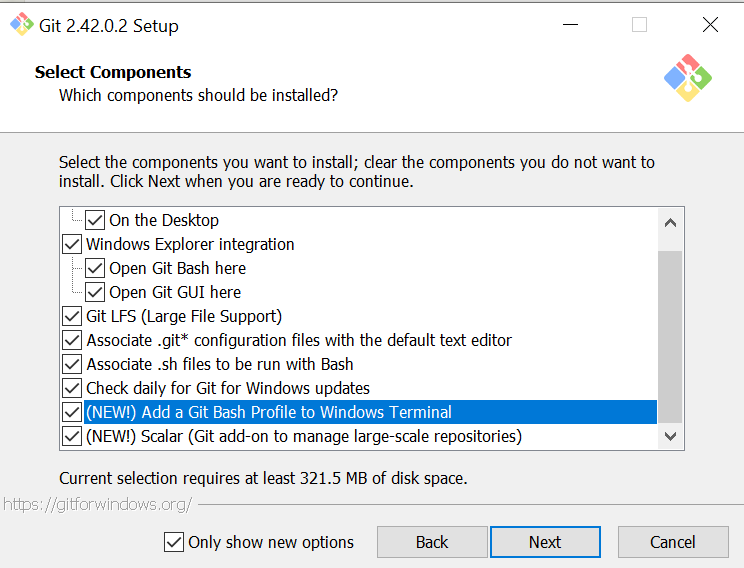 Git 2.42.0.2 Setup
Select Components
Which components should be installed?
Select the components you want to install; clear the components you do not want to
install. Click Next when you are ready to continue.
On the Desktop
Windows Explorer integration
Open Git Bash here
Open Git GUI here
Git LFS (Large File Support)
Associate .git* configuration files with the default text editor
Associate .sh files to be run with Bash
Check daily for Git for Windows updates
(NEW!) Add a Git Bash Profile to Windows Terminal
(NEW!) Scalar (Git add-on to manage large-scale repositories)
Current selection requires at least 321.5 MB of disk space.
https://gitforwindows.org/
Only show new options
Back
Next
Cancel